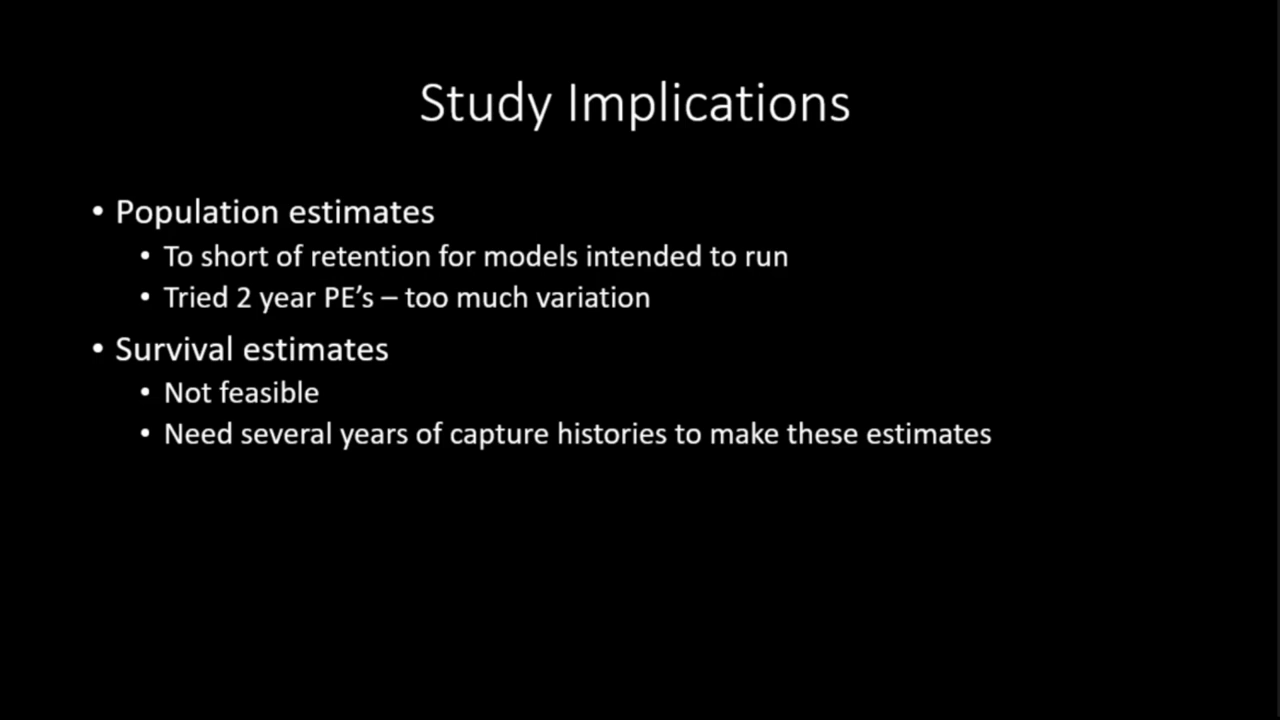 Study Implications
• Population estimates
• To short of retention for models intended to run
• Tried 2 year PE’s – too much variation
• Survival estimates
• Not feasible
• Need several years of capture histories to make these estimates